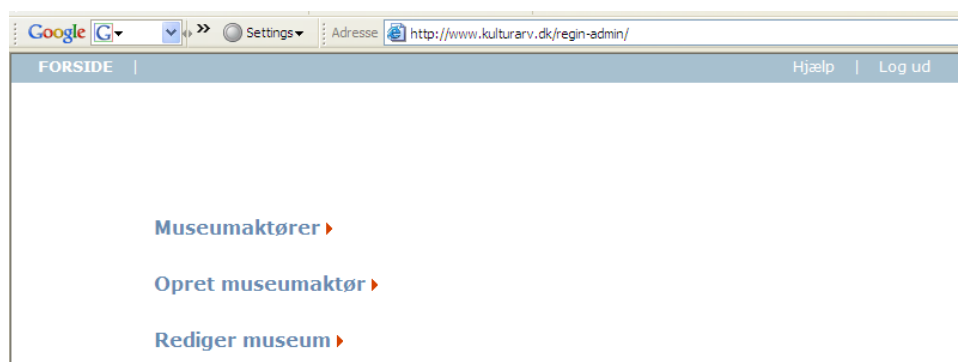 Google G Settings Adresse http://www.kulturarv.dk/regin-admin/
FORSIDE | Hjælp | Log ud
Museumaktører
Opret museumaktør
Rediger museum